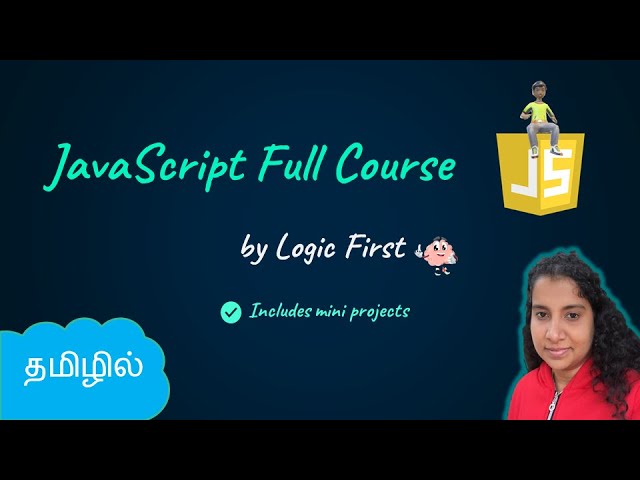 JavaScript Full Course
JS
by Logic First
Includes mini projects
தமிழில்